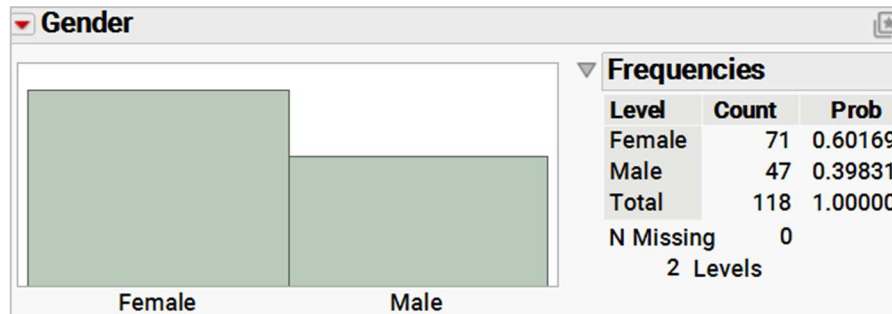 Gender
Frequencies
Level Count Prob
Female 71 0.60169
Male 47 0.39831
Total 118 1.00000
N Missing 0
2 Levels
Female Male